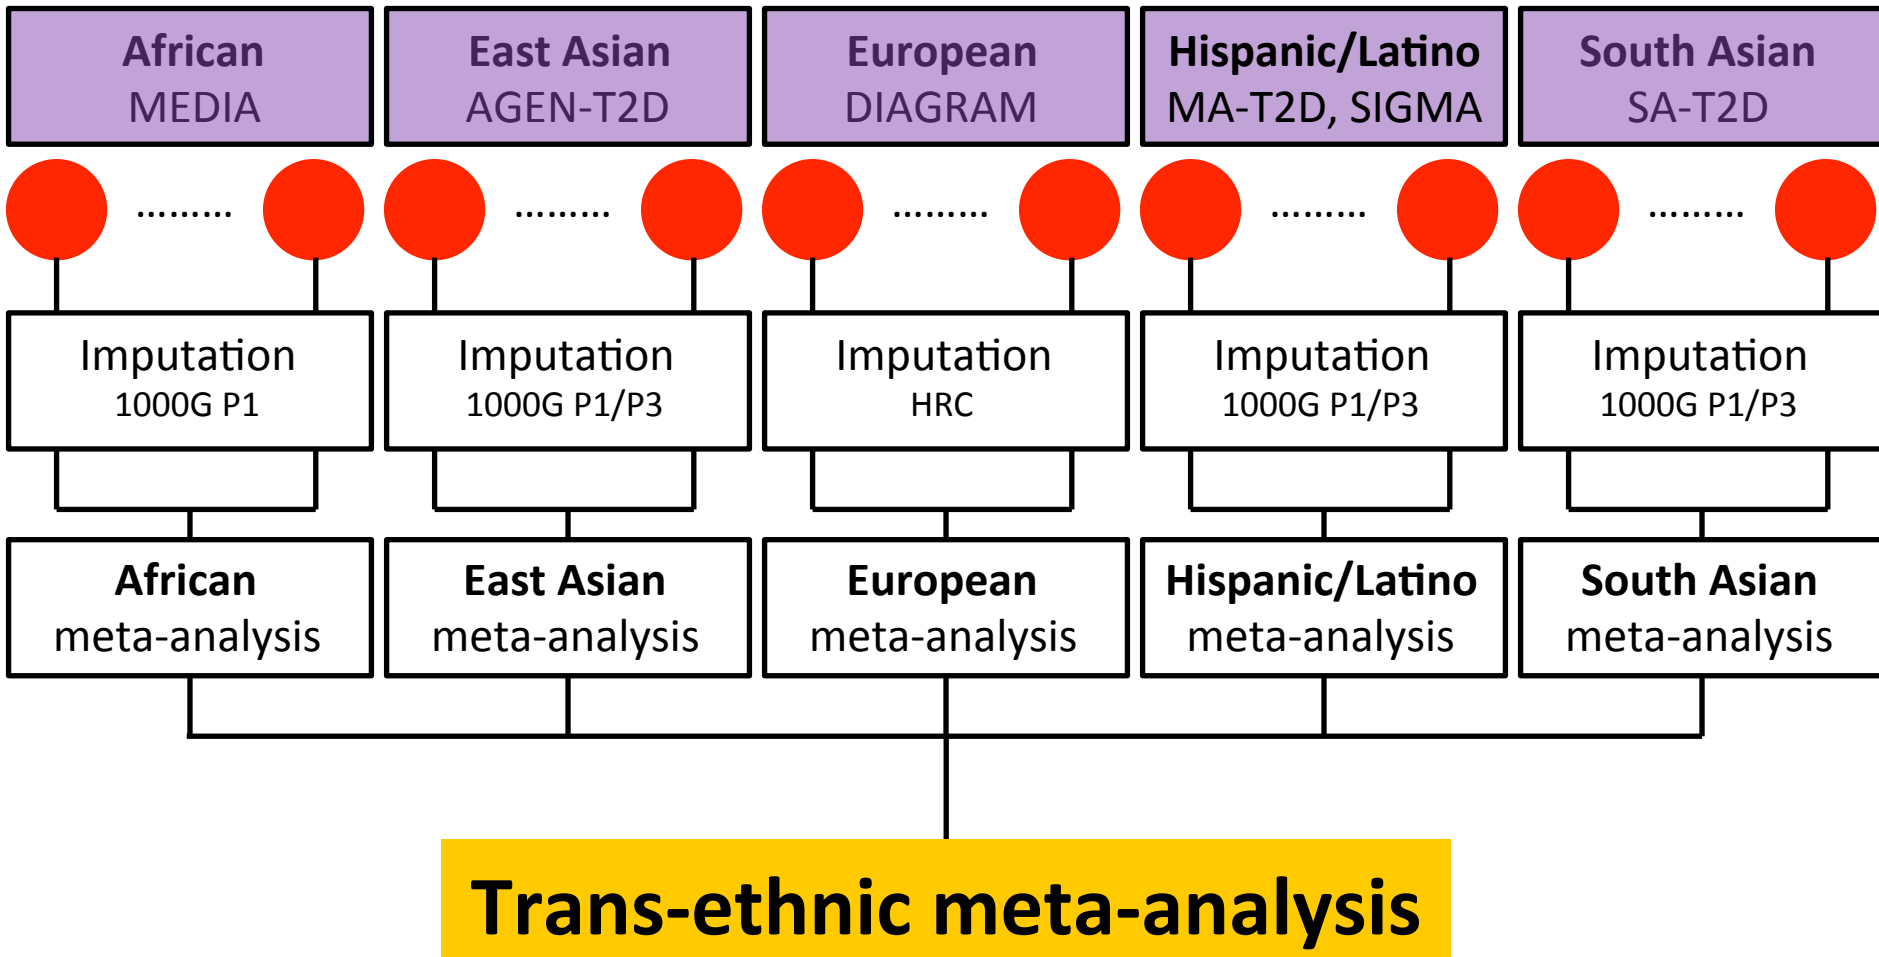 African
MEDIA
East Asian
AGEN-T2D
European
DIAGRAM
Hispanic/Latino
MA-T2D, SIGMA
South Asian
SA-T2D
......... ......... ......... ......... .........
Imputation
1000G P1
Imputation
1000G P1/P3
Imputation
HRC
Imputation
1000G P1/P3
Imputation
1000G P1/P3
African
meta-analysis
East Asian
meta-analysis
European
meta-analysis
Hispanic/Latino
meta-analysis
South Asian
meta-analysis
Trans-ethnic meta-analysis